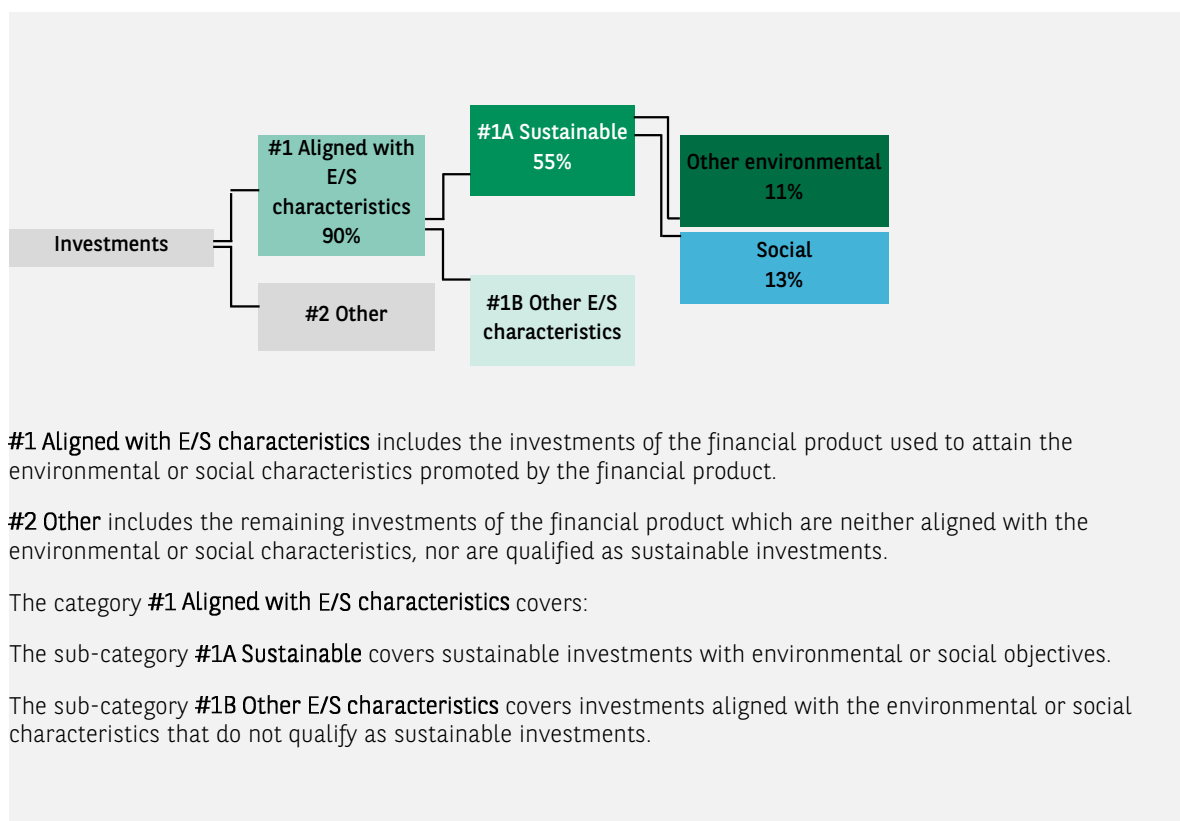 #1A Sustainable
55%
#1 Aligned with
E/S
characteristics
90%
Other environmental
11%
Investments
Social
13%
#2 Other
#1B Other E/S
characteristics
#1 Aligned with E/S characteristics includes the investments of the financial product used to attain the
environmental or social characteristics promoted by the financial product.
#2 Other includes the remaining investments of the financial product which are neither aligned with the
environmental or social characteristics, nor are qualified as sustainable investments.
The category #1 Aligned with E/S characteristics covers:
The sub-category #1A Sustainable covers sustainable investments with environmental or social objectives.
The sub-category #1B Other E/S characteristics covers investments aligned with the environmental or social
characteristics that do not qualify as sustainable investments.